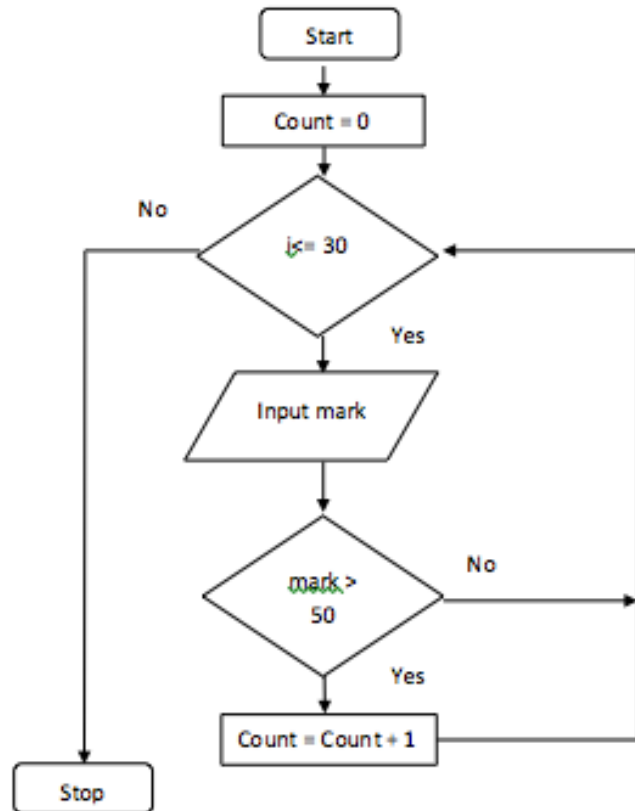 Start
Count = 0
No
i<= 30
Yes
Input mark
mark >
50
No
Yes
Count = Count + 1
Stop